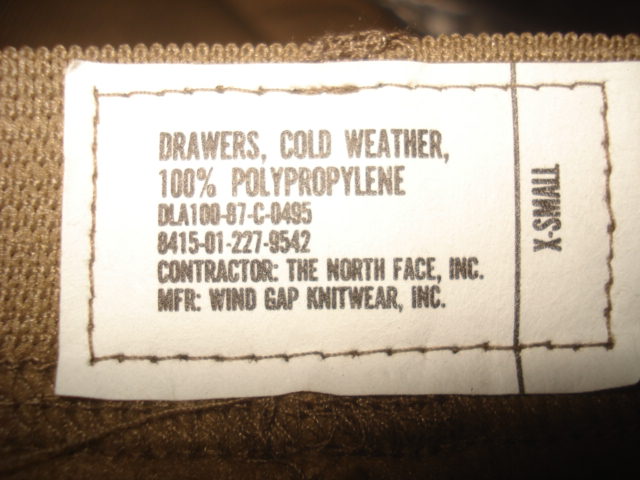 DRAWERS, COLD WEATHER,
100% POLYPROPYLENE
DLA100-87-C-0495
8415-01-227-9542
CONTRACTOR: THE NORTH FACE, INC.
MFR: WIND GAP KNITWEAR, INC.
X-SMALL